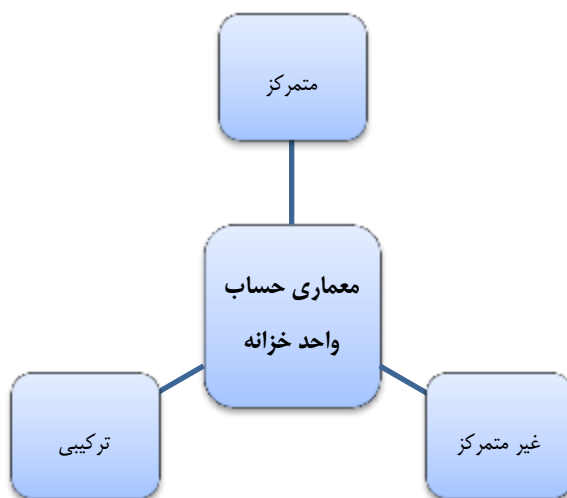 متمرکز
معماری حساب
واحد خزانه
غیر متمرکز
ترکیبی